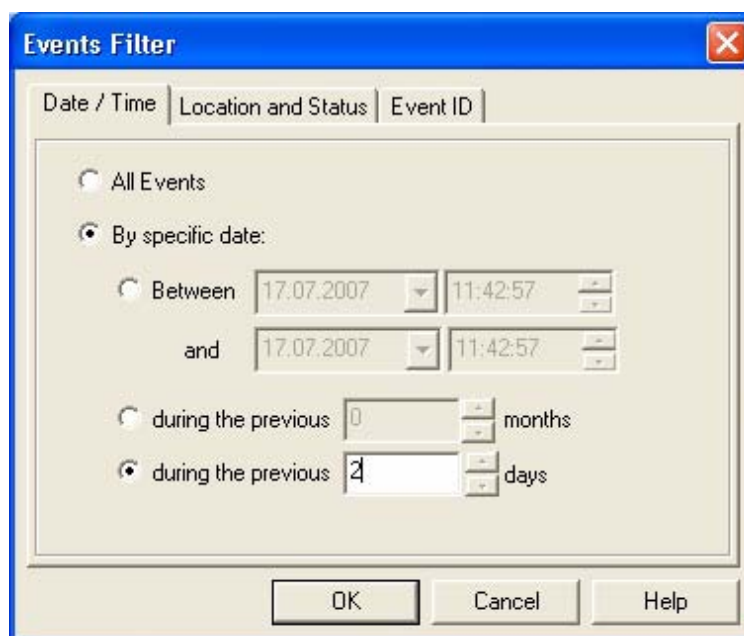 Events Filter
Date / Time Location and Status Event ID
All Events
By specific date:
Between 17.07.2007 11:42:57
and 17.07.2007 11:42:57
during the previous 0 months
during the previous 2 days
OK Cancel Help